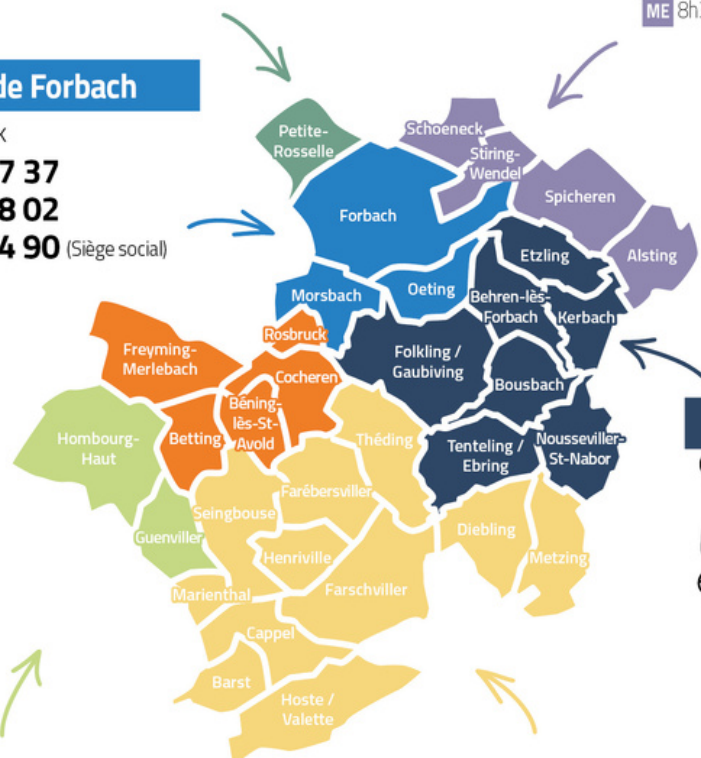 ME 8h
de Forbach
7 37
8 02
4 90 (Siège social)
Petite-
Rosselle
Schoeneck
Stiring-
Wendel
Spicheren
Alsting
Forbach
Etzling
Morsbach
Oeting
Behren-lès-
Forbach
Kerbach
Rosbruck
Freyming-
Merlebach
Folkling /
Gaubiving
Cocheren
Bousbach
Béning-
lès-St-
Avold
Hombourg-
Haut
Betting
Théding
Tenteling /
Ebring
Nousseviller-
St-Nabor
Farébersviller
Seingbouse
Guenviller
Diebling
Henriville
Metzing
Marienthal
Farschviller
Cappel
Barst
Hoste /
Valette